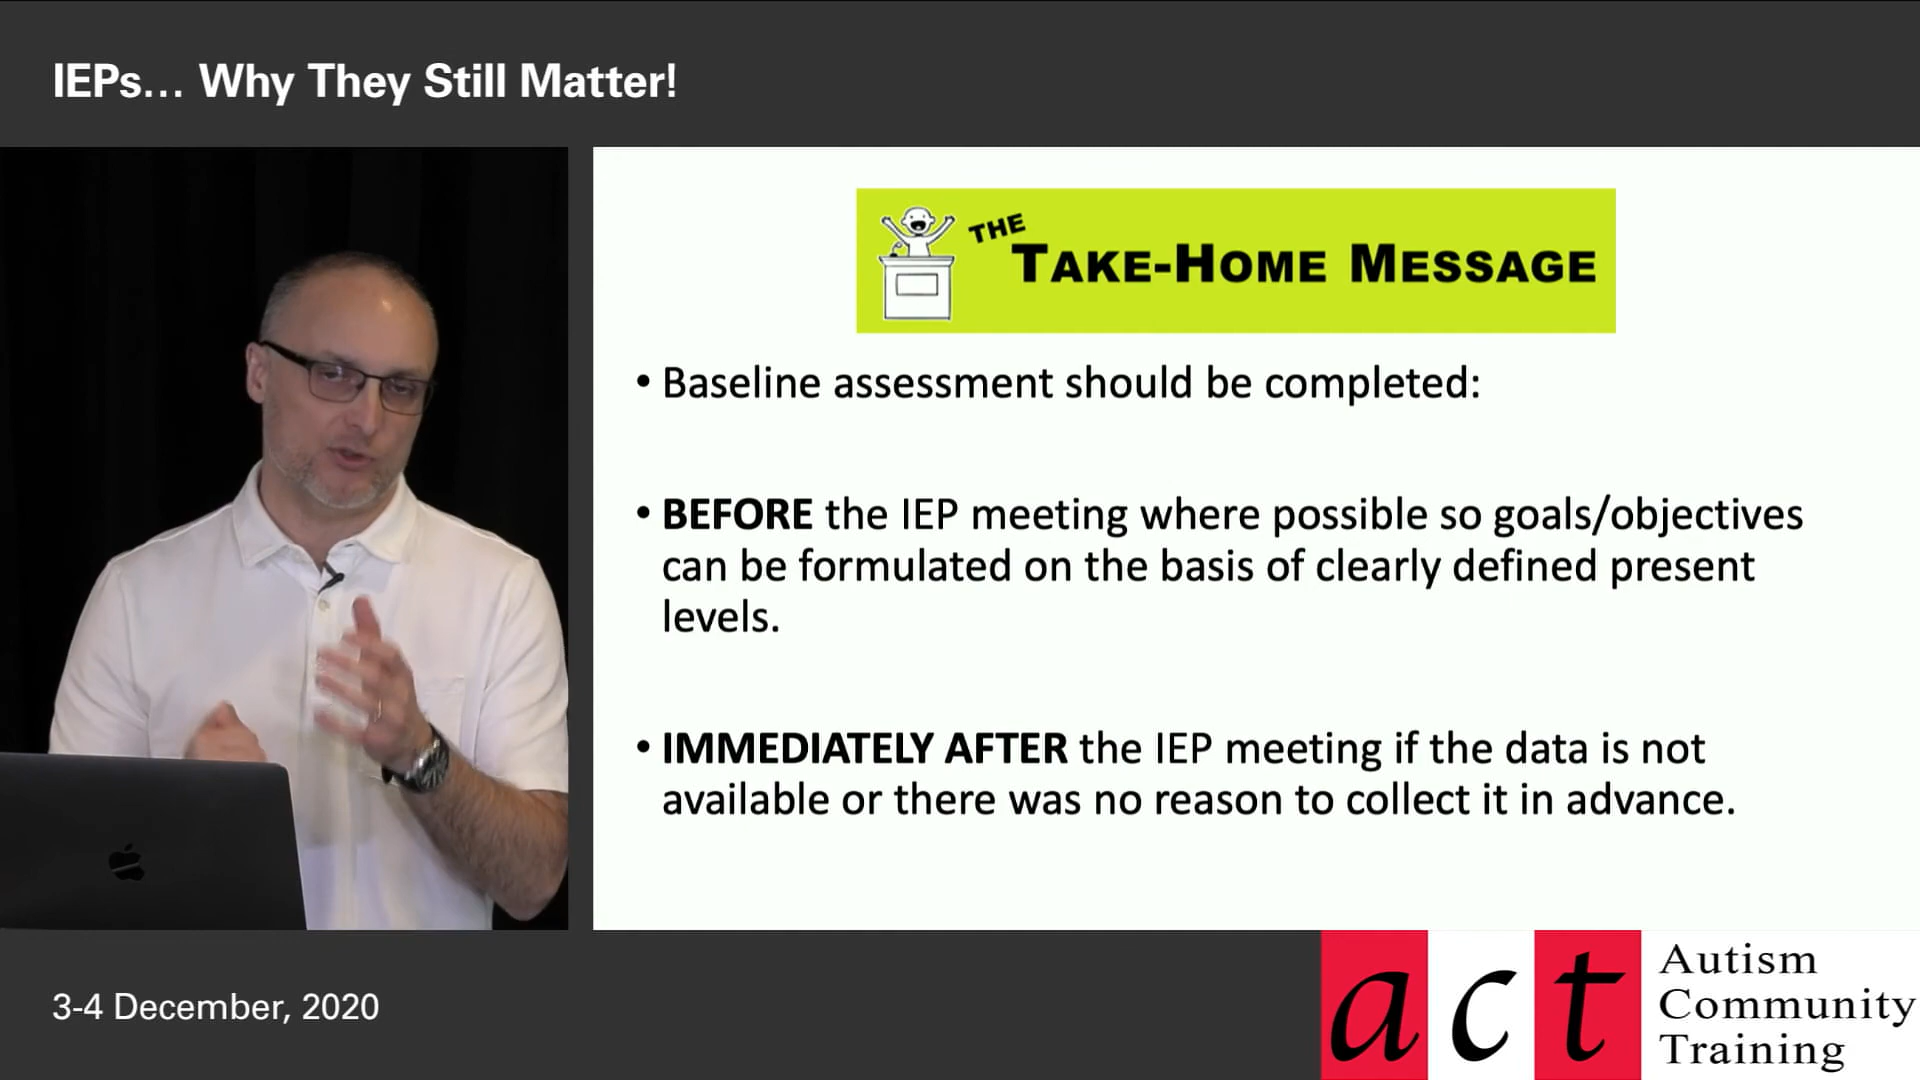 IEPs... Why They Still Matter!
THE
TAKE-HOME MESSAGE
• Baseline assessment should be completed:
• BEFORE the IEP meeting where possible so goals/objectives
can be formulated on the basis of clearly defined present
levels.
• IMMEDIATELY AFTER the IEP meeting if the data is not
available or there was no reason to collect it in advance.
3-4 December, 2020
act
Autism
Community
Training